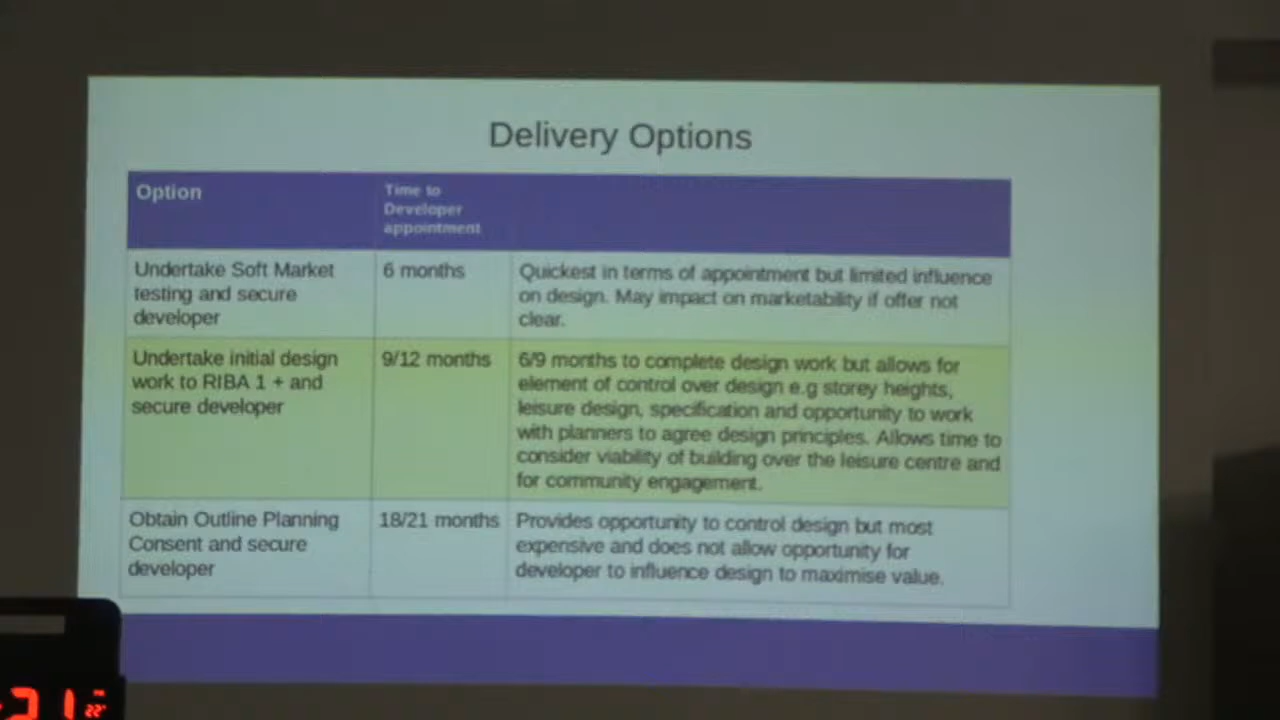 Delivery Options
Option
Time to
Developer
appointment
Undertake Soft Market
testing and secure
developer
6 months
Quickest in terms of appointment but limited influence
on design. May impact on marketability if offer not
clear.
Undertake initial design
work to RIBA 1 + and
secure developer
9/12 months
6/9 months to complete design work but allows for
element of control over design e.g storey heights,
leisure design, specification and opportunity to work
with planners to agree design principles. Allows time to
consider viability of building over the leisure centre and
for community engagement.
Obtain Outline Planning
Consent and secure
developer
18/21 months
Provides opportunity to control design but most
expensive and does not allow opportunity for
developer to influence design to maximise value.